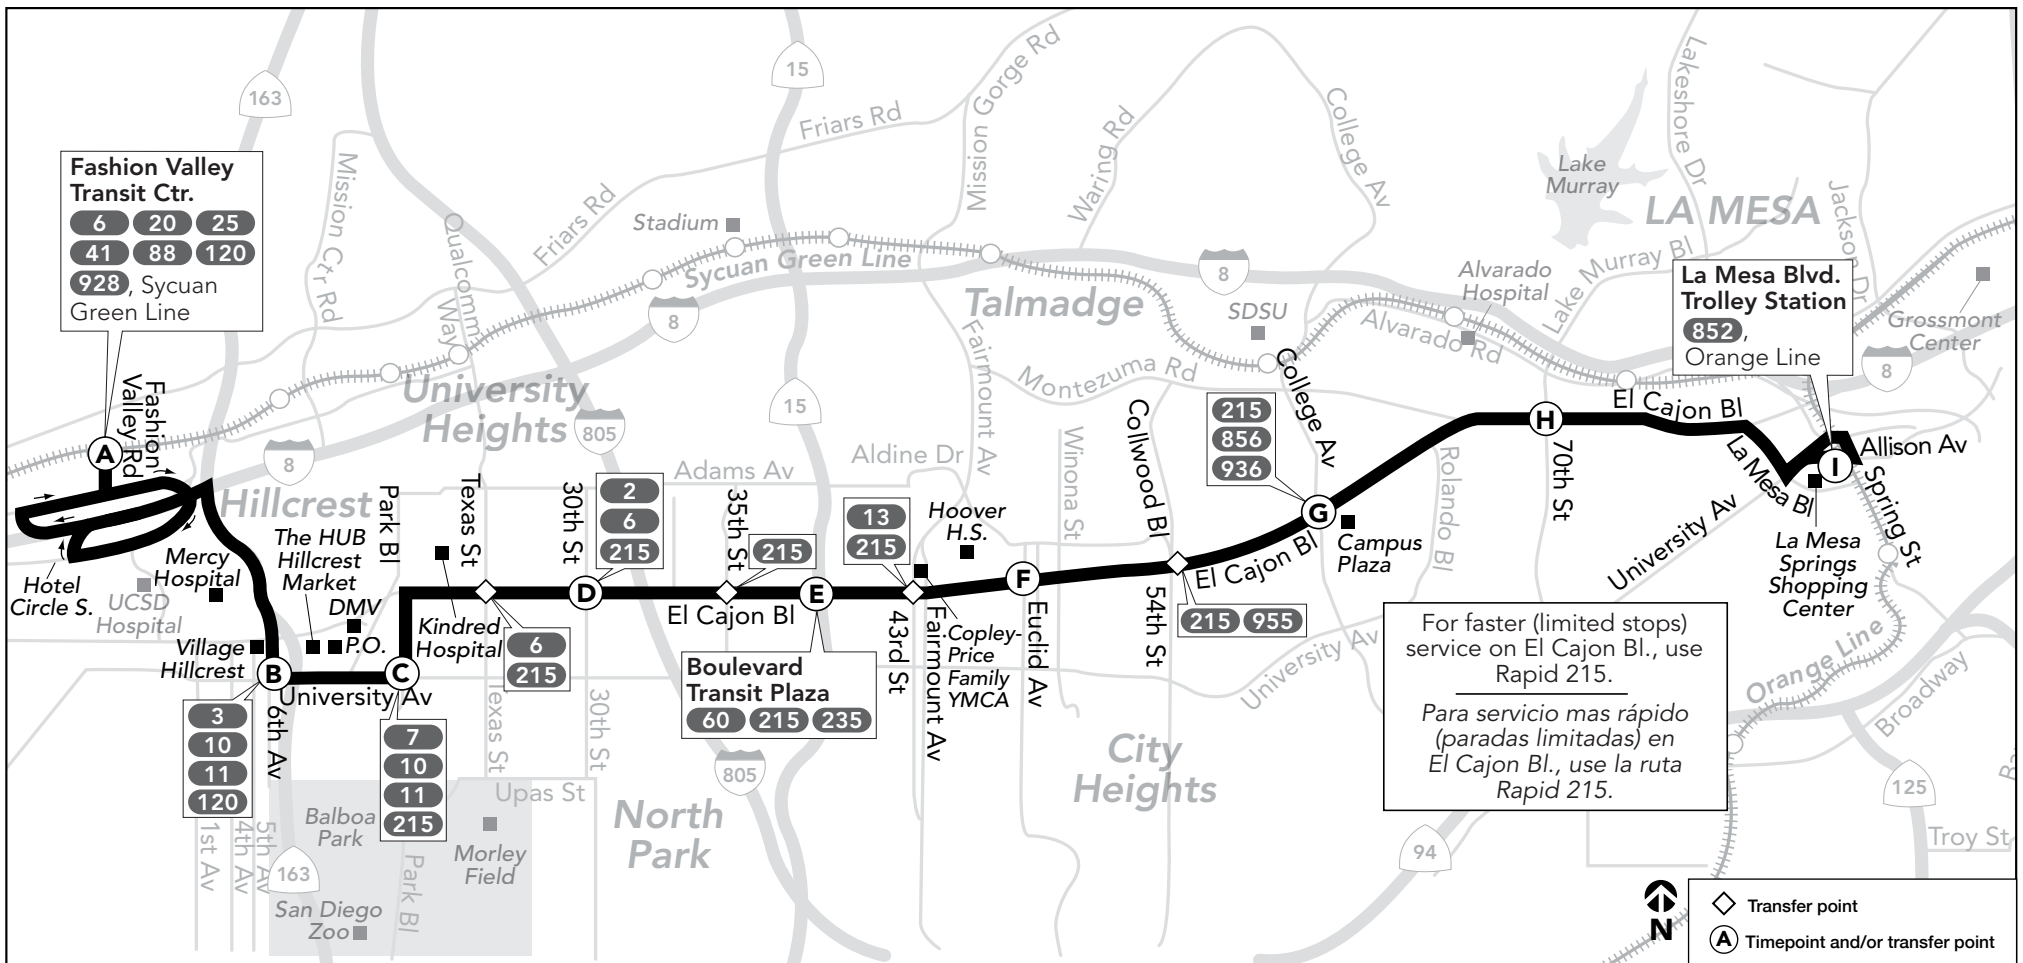 163
15
Mission Gorge Rd
Friars Rd
Waring Rd
College Av
Lakeshore Dr
Lake
Murray
LA MESA
Jackson Dr
Fashion Valley
Transit Ctr.
6 20 25
41 88 120
928, Sycuan
Green Line
Mission Ctr Rd
Qualcomm
Way
Friars Rd
Stadium
Sycuan Green Line
8
Talmadge
8
SDSU
Alvarado
Hospital
Alvarado Rd
Lake Murray Bl
La Mesa Blvd.
Trolley Station
852,
Orange Line
Grossmont
Center
8
Fashion
Valley Rd
A
8
University
Heights
805
15
Fairmount Av
Montezuma Rd
Aldine Dr
Adams Av
Winona St
Collwood Bl
215
856
936
College Av
G
Campus
Plaza
Rolando Bl
H
70th St
El Cajon Bl
La Mesa Bl
I
Allison Av
Spring St
University Av
La Mesa
Springs
Shopping
Center
Hillcrest
Hotel
Circle S.
UCSD
Hospital
Mercy
Hospital
The HUB
Hillcrest
Market
DMV
P.O.
Park Bl
Texas St
Kindred
Hospital
6
215
30th St
2
6
215
D
35th St
215
El Cajon Bl
E
13
215
Hoover
H.S.
43rd St
Fairmount Av
Copley-
Price
Family
YMCA
F
Euclid Av
54th St
215 955
El Cajon Bl
University Av
Boulevard
Transit Plaza
60 215 235
Village
Hillcrest
B
University Av
C
3
10
11
120
6th Av
7
10
11
215
Texas St
30th St
Upas St
1st Av
4th Av
5th Av
163
Balboa
Park
Park Bl
Morley
Field
San Diego
Zoo
North
Park
805
City
Heights
For faster (limited stops)
service on El Cajon Bl., use
Rapid 215.
Para servicio mas rápido
(paradas limitadas) en
El Cajon Bl., use la ruta
Rapid 215.
Orange Line
Broadway
125
94
Troy St
N
Transfer point
A Timepoint and/or transfer point